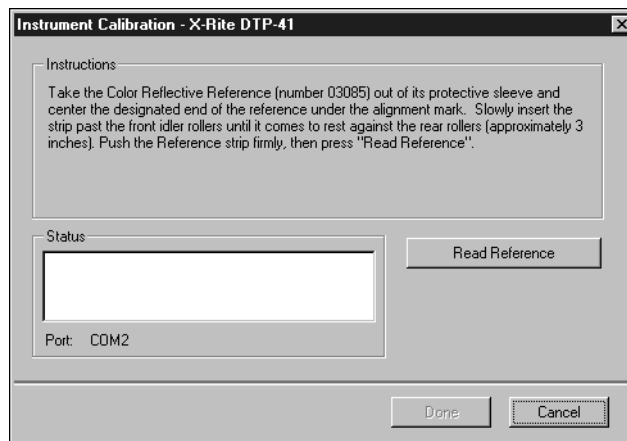 Instrument Calibration - X-Rite DTP-41
Instructions
Take the Color Reflective Reference (number 03085) out of its protective sleeve and
center the designated end of the reference under the alignment mark.  Slowly insert the
strip past the front idler rollers until it comes to rest against the rear rollers (approximately 3
inches). Push the Reference strip firmly, then press "Read Reference".
Status
Read Reference
Port: COM2
Done
Cancel